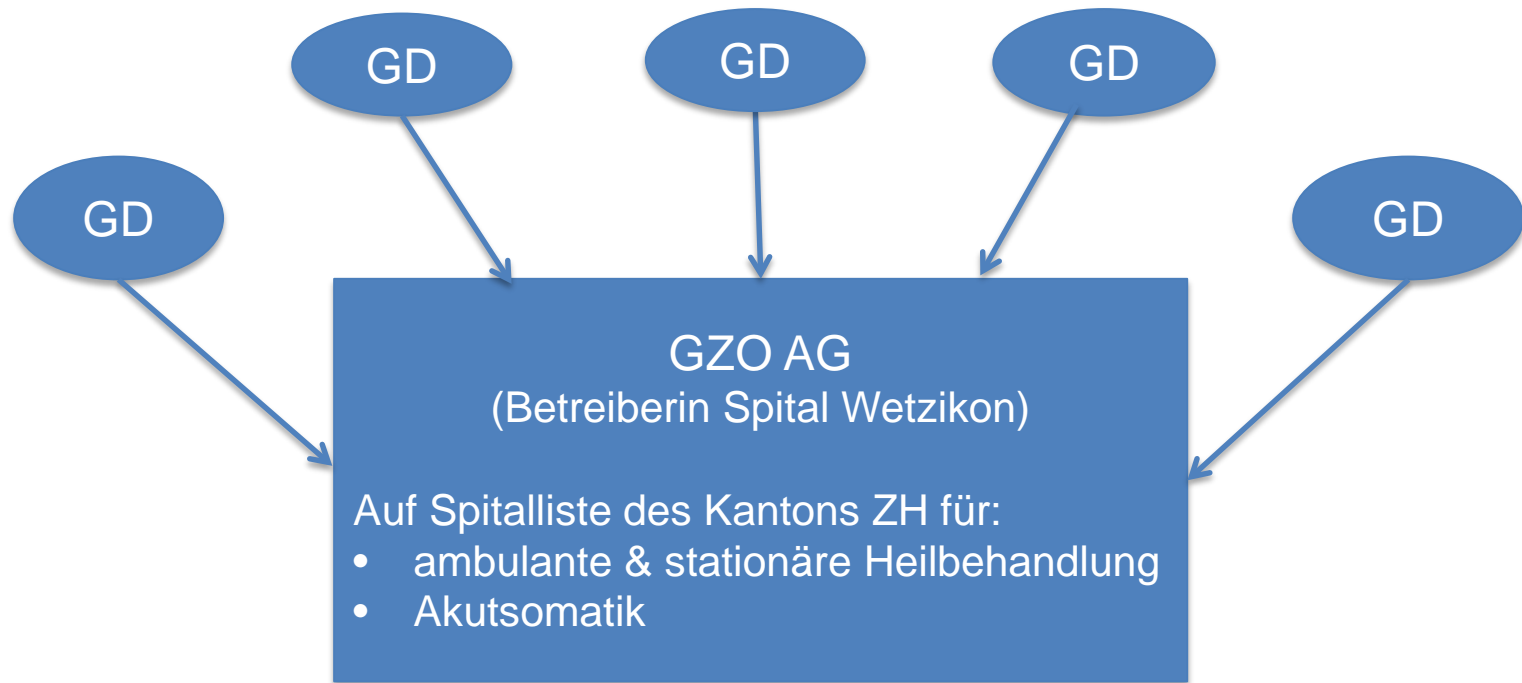 GD
GD
GD
GD
GD
GZO AG
(Betreiberin Spital Wetzikon)
Auf Spitalliste des Kantons ZH für:
• ambulante & stationäre Heilbehandlung
• Akutsomatik